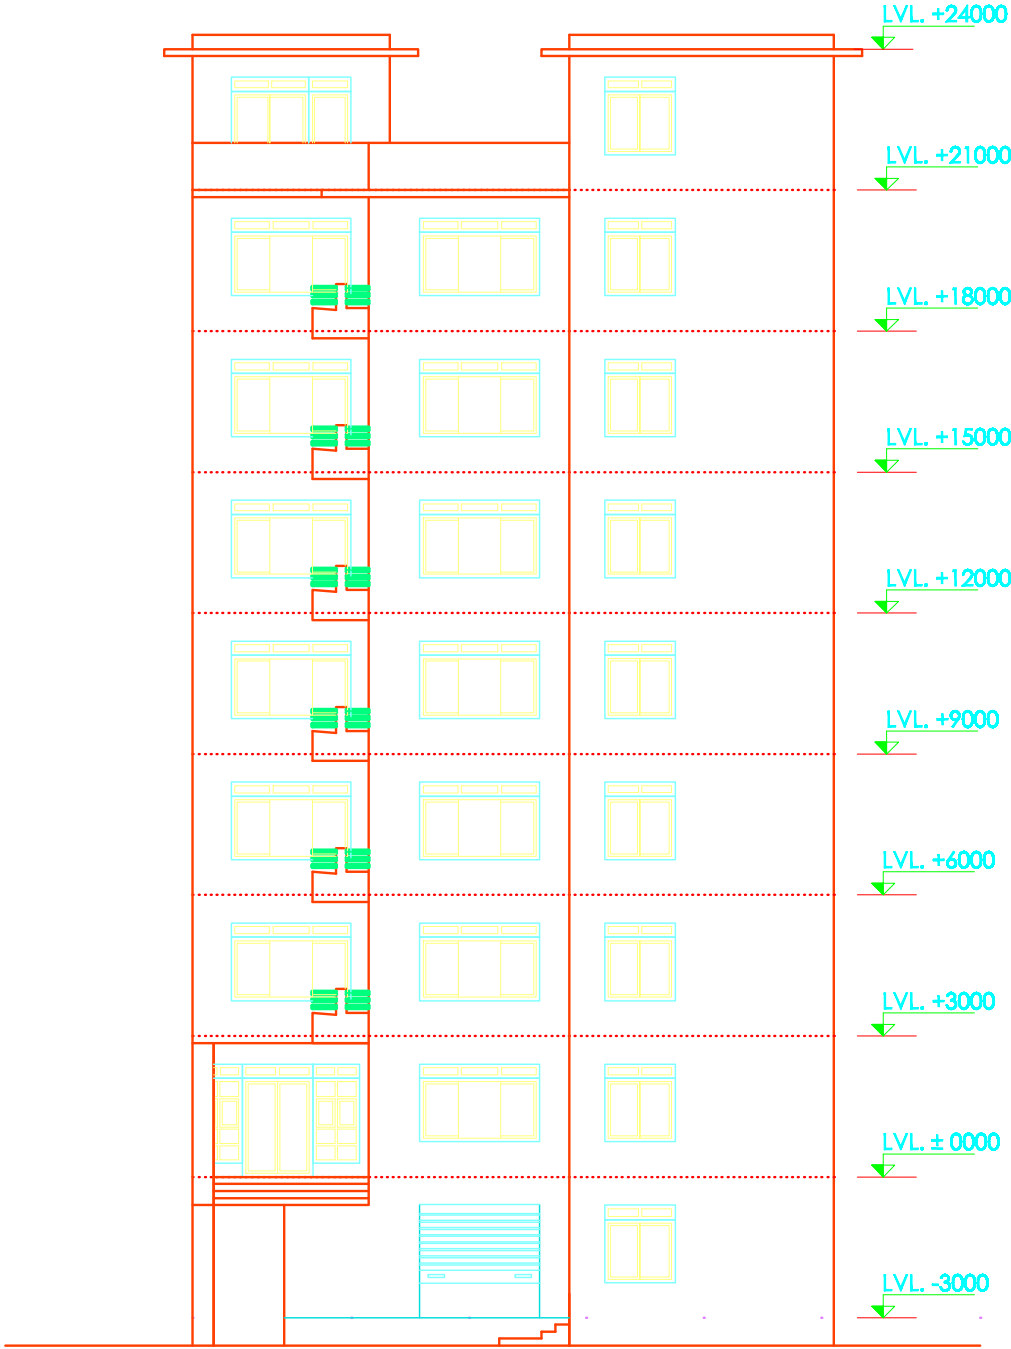 LVL. +24000
LVL. +21000
LVL. +18000
LVL. +15000
LVL. +12000
LVL. +9000
LVL. +6000
LVL. +3000
LVL. ± 0000
LVL. -3000